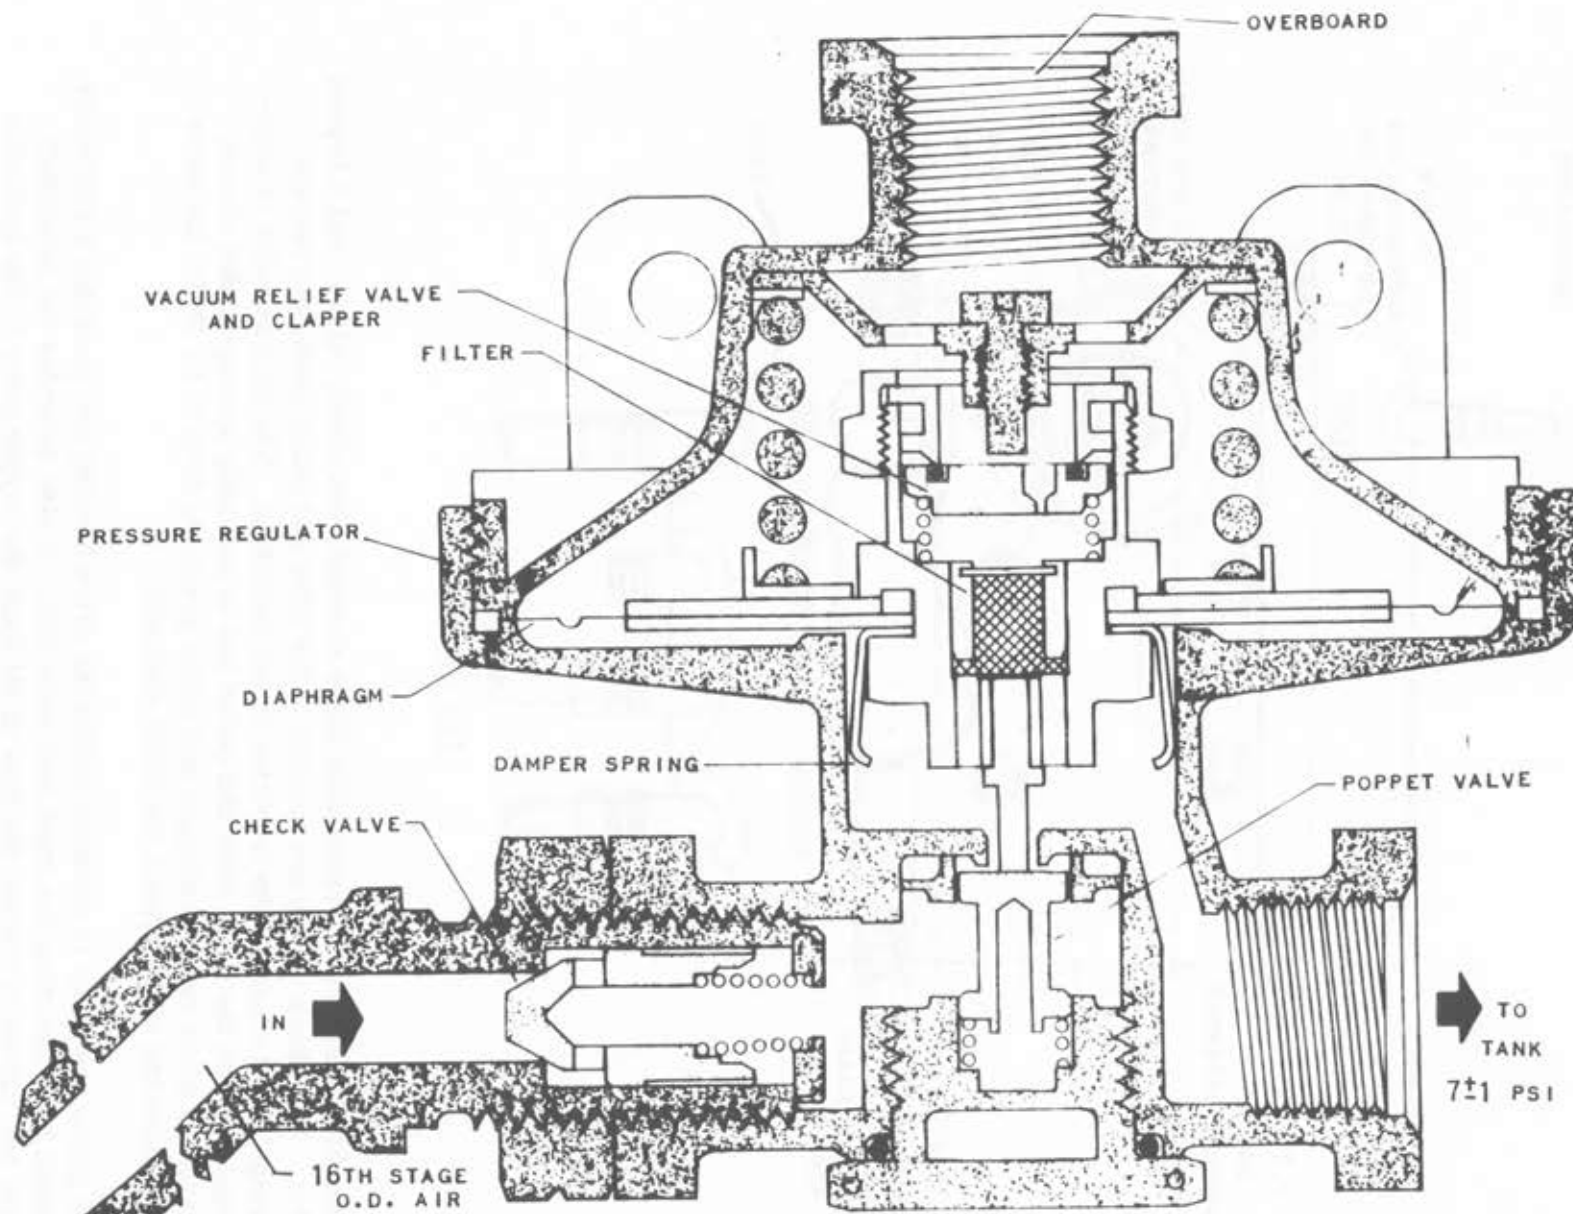 OVERBOARD
VACUUM RELIEF VALVE
AND CLAPPER
FILTER
PRESSURE REGULATOR
DIAPHRAGM
DAMPER SPRING
POPPET VALVE
CHECK VALVE
IN
TO
TANK
7±1 PSI
16TH STAGE
O.D. AIR